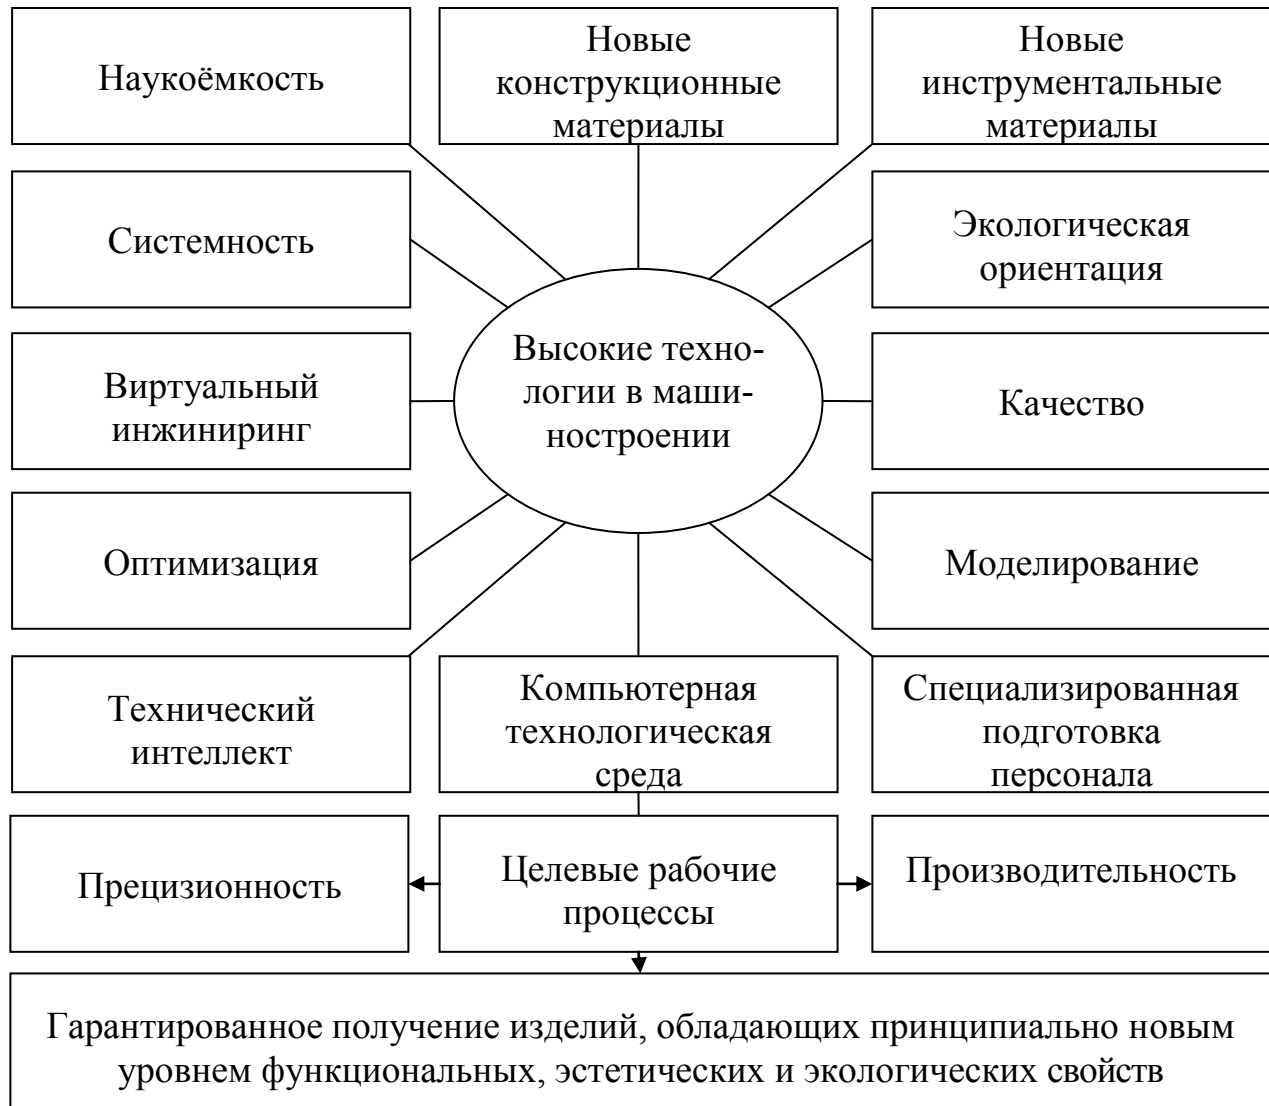 Наукоёмкость
Новые
конструкционные
материалы
Новые
инструментальные
материалы
Системность
Экологическая
ориентация
Виртуальный
инжиниринг
Высокие техно-
логии в маши-
ностроении
Качество
Оптимизация
Моделирование
Технический
интеллект
Компьютерная
технологическая
среда
Специализированная
подготовка
персонала
Прецизионность
Целевые рабочие
процессы
Производительность
Гарантированное получение изделий, обладающих принципиально новым
уровнем функциональных, эстетических и экологических свойств